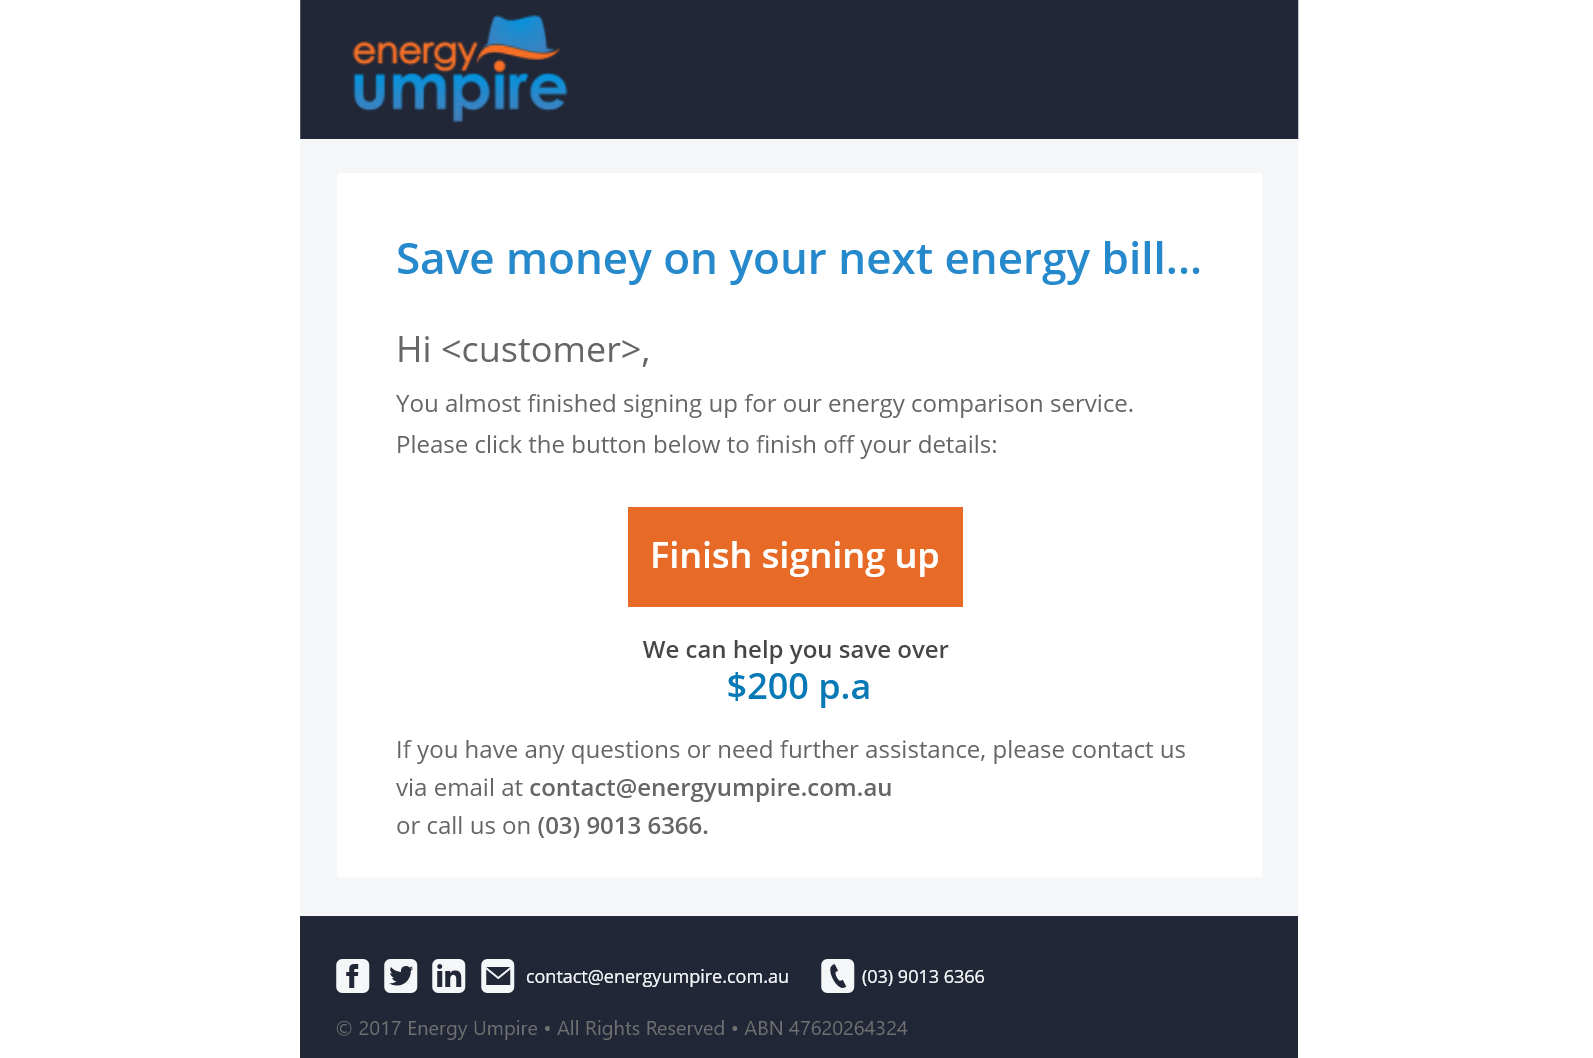 energy
umpire
Save money on your next energy bill...
Hi <customer>,
You almost finished signing up for our energy comparison service.
Please click the button below to finish off your details:
Finish signing up
We can help you save over
$200 p.a
If you have any questions or need further assistance, please contact us
via email at contact@energyumpire.com.au
or call us on (03) 9013 6366.
contact@energyumpire.com.au (03) 9013 6366
© 2017 Energy Umpire • All Rights Reserved • ABN 47620264324